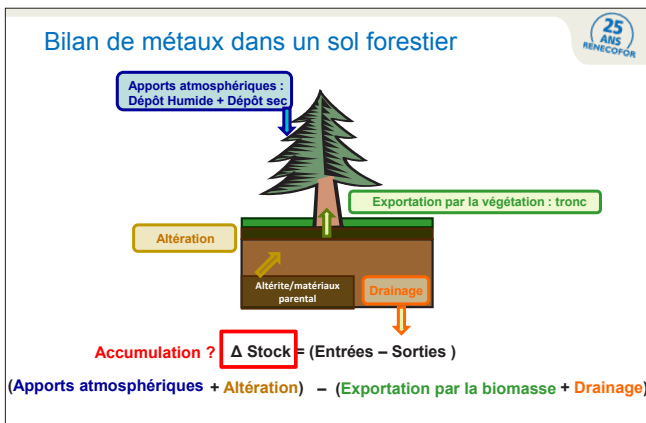 Bilan de métaux dans un sol forestier
25
ANS
RENECOFOR
Apports atmosphériques :
Dépôt Humide + Dépôt sec
Exportation par la végétation : tronc
Altération
Altérite/matériaux
parental
Drainage
Accumulation ? Δ Stock = (Entrées – Sorties )
(Apports atmosphériques + Altération) – (Exportation par la biomasse + Drainage)